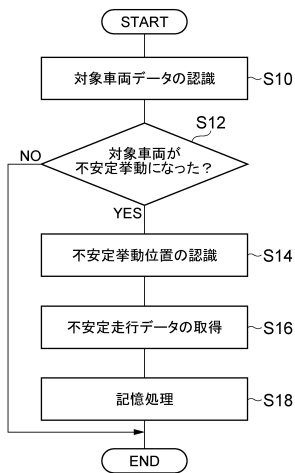 START
対象車両データの認識
S10
S12
対象車両が
不安定挙動になった?
NO
YES
不安定挙動位置の認識
S14
不安定走行データの取得
S16
記憶処理
S18
END